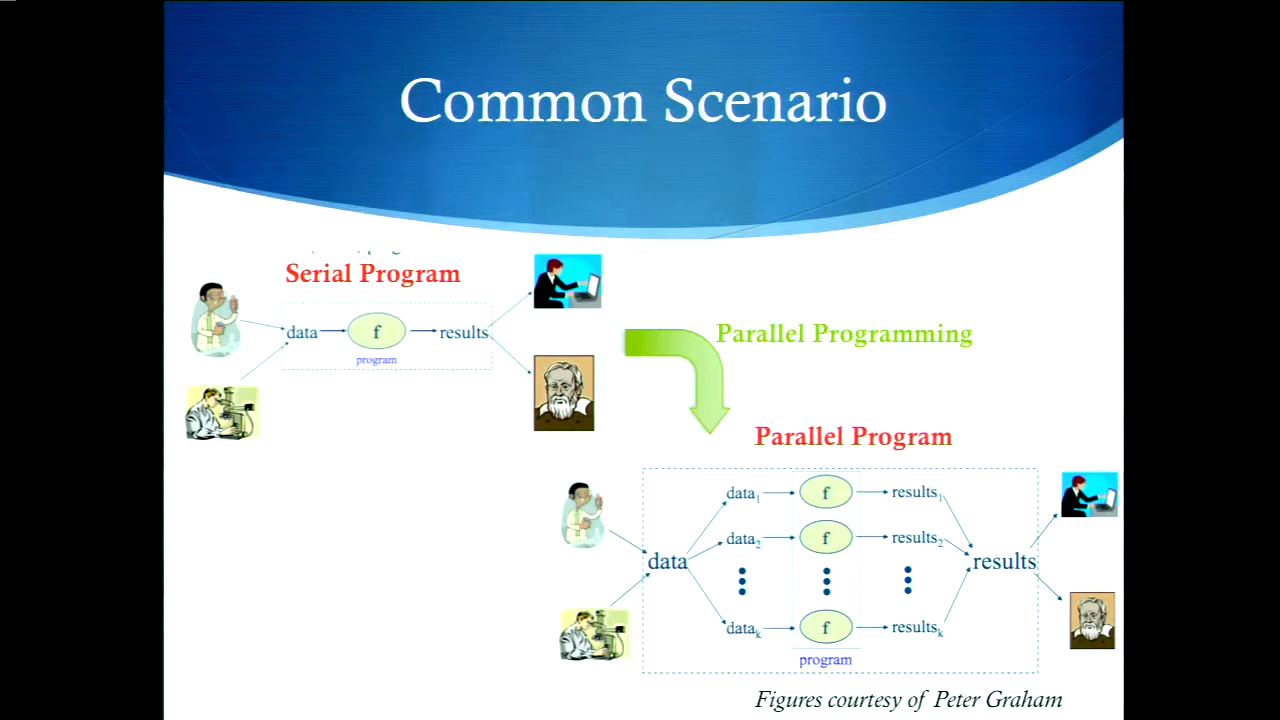 Common Scenario
Serial Program
data
f
results
program
Parallel Programming
Parallel Program
data
data1
f
results1
data2
f
results2
datak
f
resultsk
results
program
Figures courtesy of Peter Graham